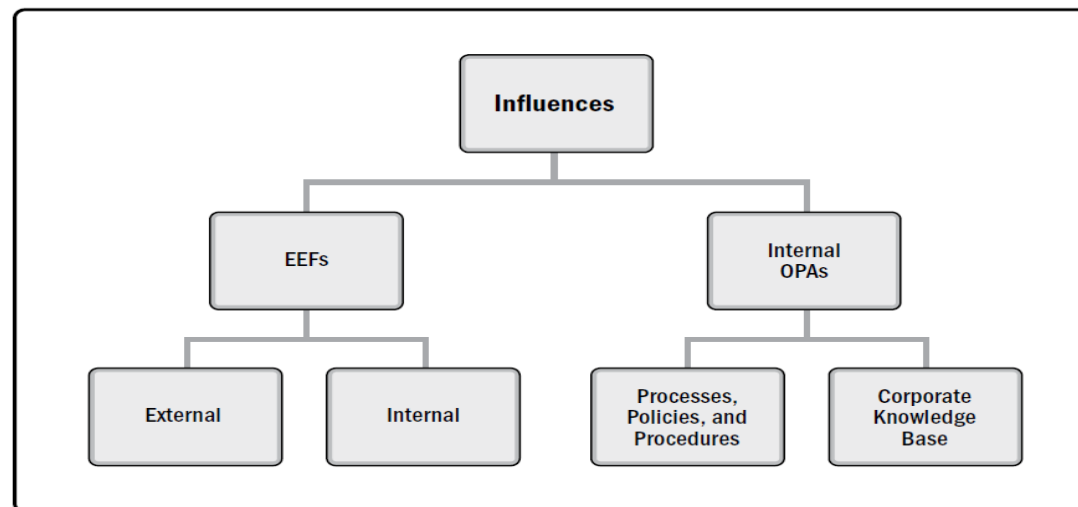 Influences
EEFs
Internal
OPAs
External
Internal
Processes,
Policies, and
Procedures
Corporate
Knowledge
Base